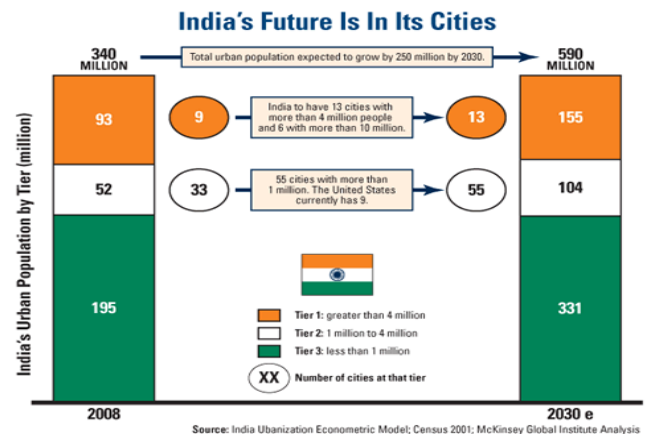 India's Future Is In Its Cities
340
MILLION
Total urban population expected to grow by 250 million by 2030.
590
MILLION
India's Urban Population by Tier (million)
93
9
India to have 13 cities with
more than 4 million people
and 6 with more than 10 million.
13
155
52
33
55 cities with more than
1 million. The United States
currently has 9.
55
104
195
331
Tier 1: greater than 4 million
Tier 2: 1 million to 4 million
Tier 3: less than 1 million
XX
Number of cities at that tier
2008
2030 e
Source: India Ubanization Econometric Model; Census 2001; McKinsey Global Institute Analysis